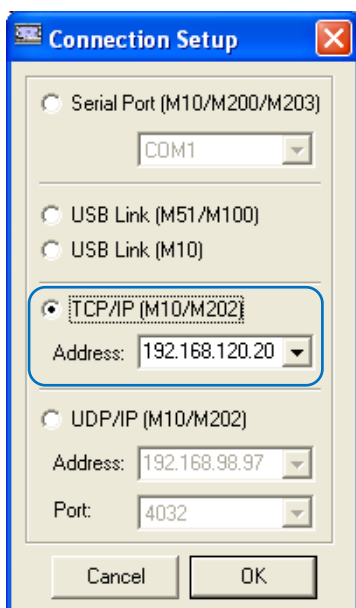 Connection Setup
Serial Port (M10/M200/M203)
COM1
USB Link (M51/M100)
USB Link (M10)
TCP/IP (M10/M202)
Address: 192.168.120.20
UDP/IP (M10/M202)
Address: 192.168.98.97
Port: 4032
Cancel OK